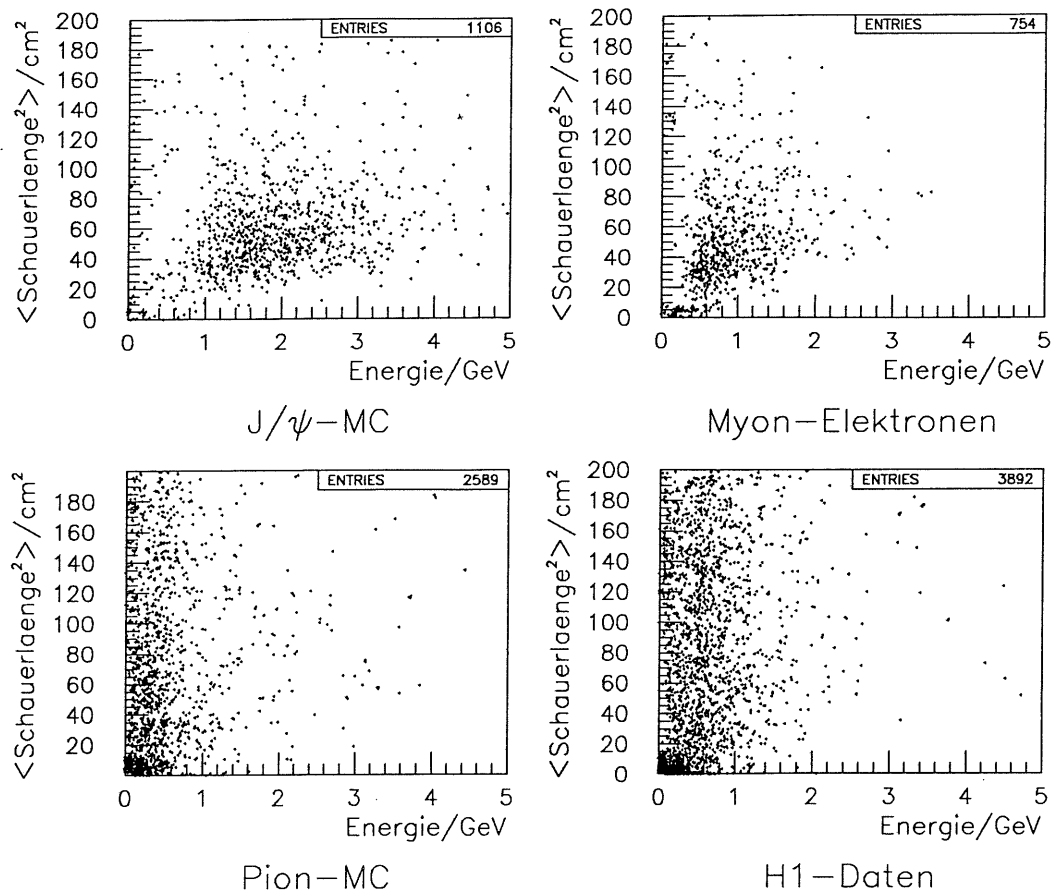 <Schauerlaenge²>/cm²
200
180
160
140
120
100
80
60
40
20
0
ENTRIES 1106
0 1 2 3 4 5
Energie/GeV
J/ψ-MC
<Schauerlaenge²>/cm²
200
180
160
140
120
100
80
60
40
20
0
ENTRIES 754
0 1 2 3 4 5
Energie/GeV
Myon-Elektronen
<Schauerlaenge²>/cm²
180
160
140
120
100
80
60
40
20
ENTRIES 2589
0 1 2 3 4 5
Energie/GeV
Pion-MC
<Schauerlaenge²>/cm²
200
180
160
140
120
100
80
60
40
20
0
ENTRIES 3892
0 1 2 3 4 5
Energie/GeV
H1-Daten